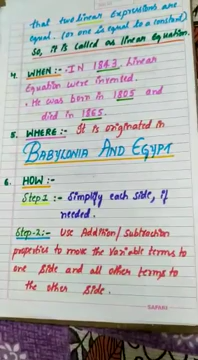 that two linear expressions are
equal. (or one is equal to a constant)
So, it is called as linear Equation.
4. WHEN:- IN 1843, Linear
Equation were invented.
• He was born in 1805 and
died in 1865.
5. WHERE:- It is originated in
BABYLONIA AND EGYPT
6. HOW:-
Step 1 :- Simplify each side, if
needed.
Step-2:- Use Addition/Subtraction
properties to move the Variable terms to
one side and all other terms to
the other side.
SAFARI